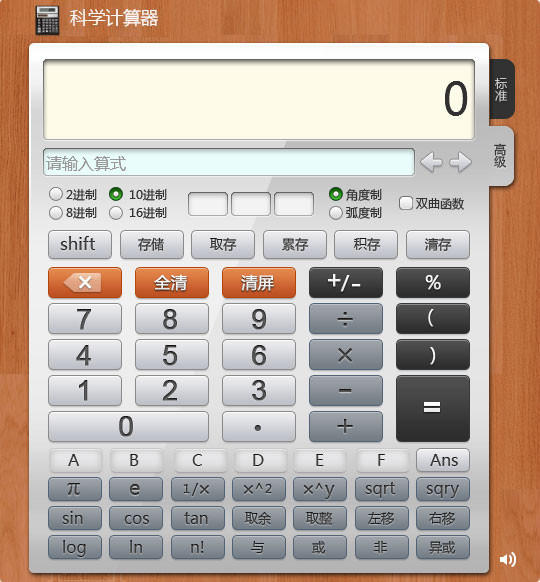 科学计算器
0
标准
请输入算式
高级
2进制 10进制 角度制 双曲函数
8进制 16进制 弧度制
shift 存储 取存 累存 积存 清存
× 全清 清屏 +/- %
7 8 9 ÷ (
4 5 6 × )
1 2 3 − =
0 . +
A B C D E F Ans
π e 1/x x^2 x^y sqrt sqry
sin cos tan 取余 取整 左移 右移
log ln n! 与 或 非 异或